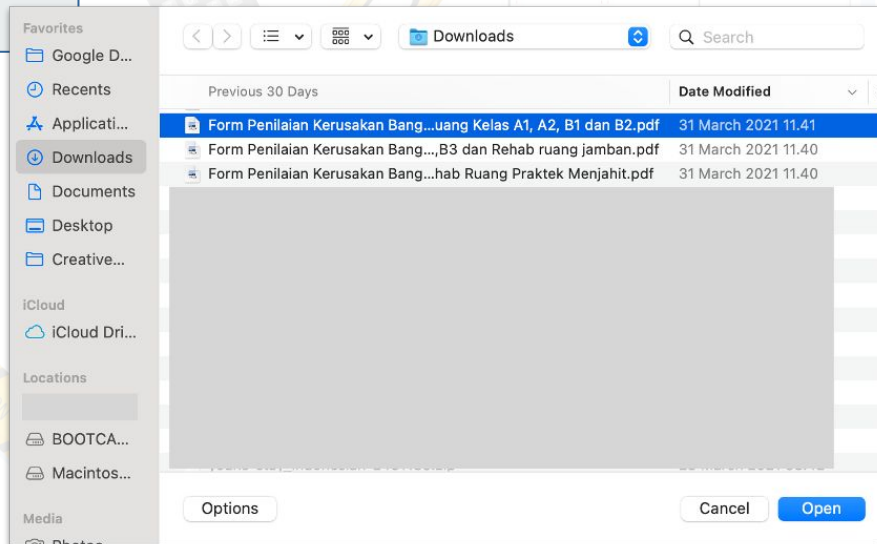 Favorites
Google D...
Recents
Applicati...
Downloads
Documents
Desktop
Creative...
iCloud
iCloud Dri...
Locations
BOOTCA...
Macintos...
Media
Photos
Downloads
Search
Previous 30 Days
Date Modified
Form Penilaian Kerusakan Bang...uang Kelas A1, A2, B1 dan B2.pdf 31 March 2021 11.41
Form Penilaian Kerusakan Bang...,B3 dan Rehab ruang jamban.pdf 31 March 2021 11.40
Form Penilaian Kerusakan Bang...hab Ruang Praktek Menjahit.pdf 31 March 2021 11.40
Options
Cancel
Open